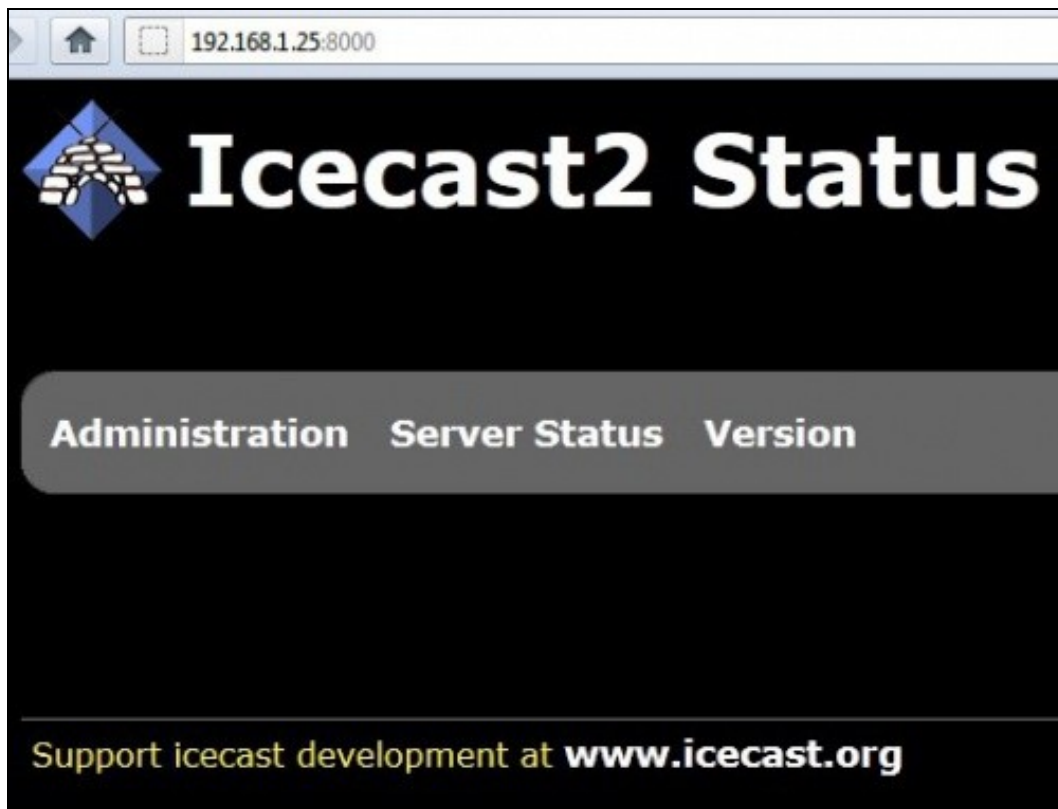 192.168.1.25:8000
Icecast2 Status
Administration Server Status Version
Support icecast development at www.icecast.org